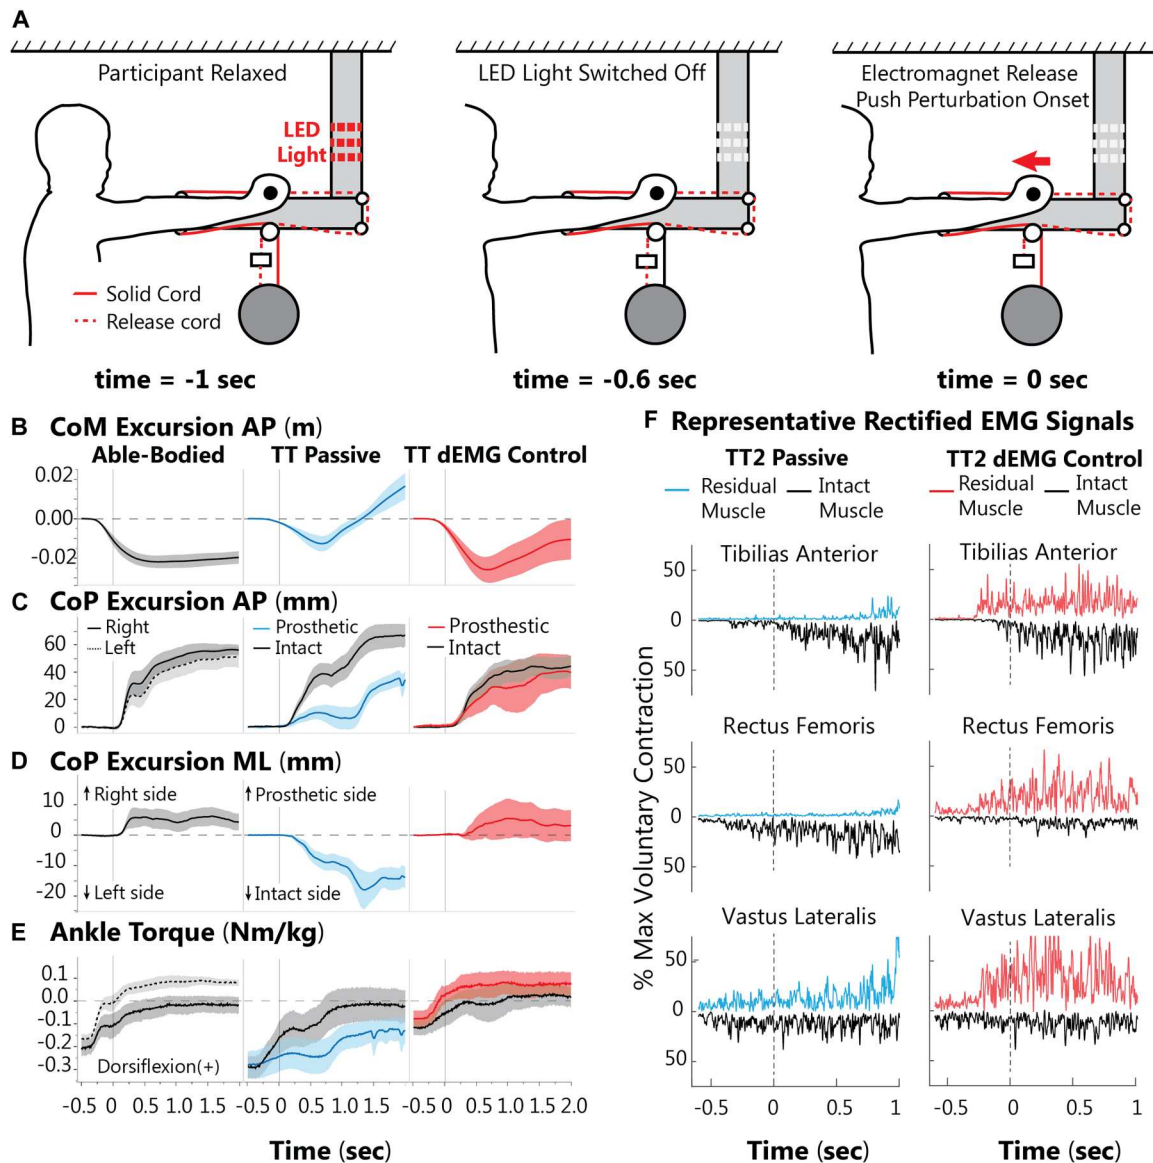 A
Participant Relaxed
LED
Light
Solid Cord
Release cord
time = -1 sec
LED Light Switched Off
time = -0.6 sec
Electromagnet Release
Push Perturbation Onset
time = 0 sec
B CoM Excursion AP (m)
Able-Bodied TT Passive TT dEMG Control
0.02
0.00
-0.02
C CoP Excursion AP (mm)
Right
Left
Prosthetic
Intact
Prosthestic
Intact
60
40
20
0
D CoP Excursion ML (mm)
↑ Right side
↑ Prosthetic side
↓ Left side
↓ Intact side
10
0
-10
-20
E Ankle Torque (Nm/kg)
0.1
0.0
-0.1
-0.2
-0.3
Dorsiflexion(+)
-0.5 0 0.5 1.0 1.5 -0.5 0 0.5 1.0 1.5 -0.5 0 0.5 1.0 1.5 2.0
Time (sec)
F Representative Rectified EMG Signals
TT2 Passive
Residual
Muscle
Intact
Muscle
TT2 dEMG Control
Residual
Muscle
Intact
Muscle
% Max Voluntary Contraction
Tibilias Anterior
Tibilias Anterior
50
0
50
Rectus Femoris
Rectus Femoris
50
0
50
Vastus Lateralis
Vastus Lateralis
50
0
50
-0.5 0 0.5 1
-0.5 0 0.5 1
Time (sec)